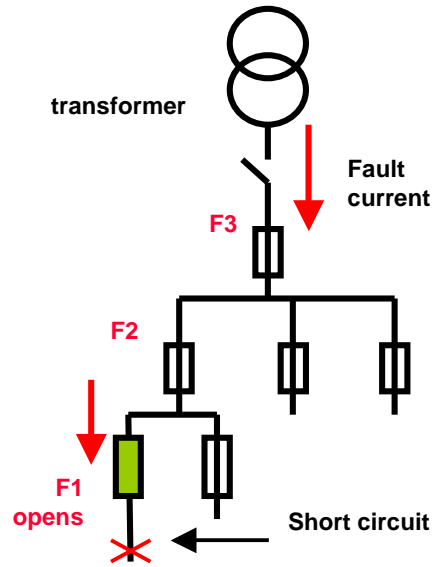 transformer
Fault
current
F3
F2
F1
opens
Short circuit